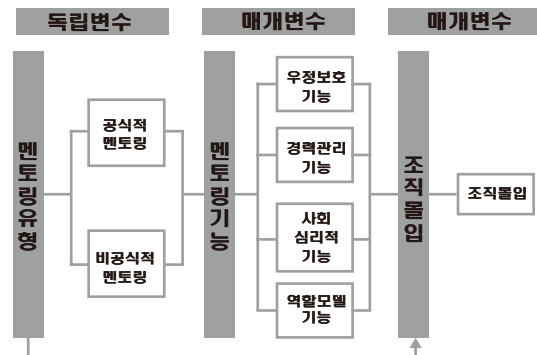 독립변수
매개변수
매개변수
멘토링유형
공식적
멘토링
비공식적
멘토링
멘토링기능
우정보호
기능
경력관리
기능
사회
심리적
기능
역할모델
기능
조직몰입
조직몰입